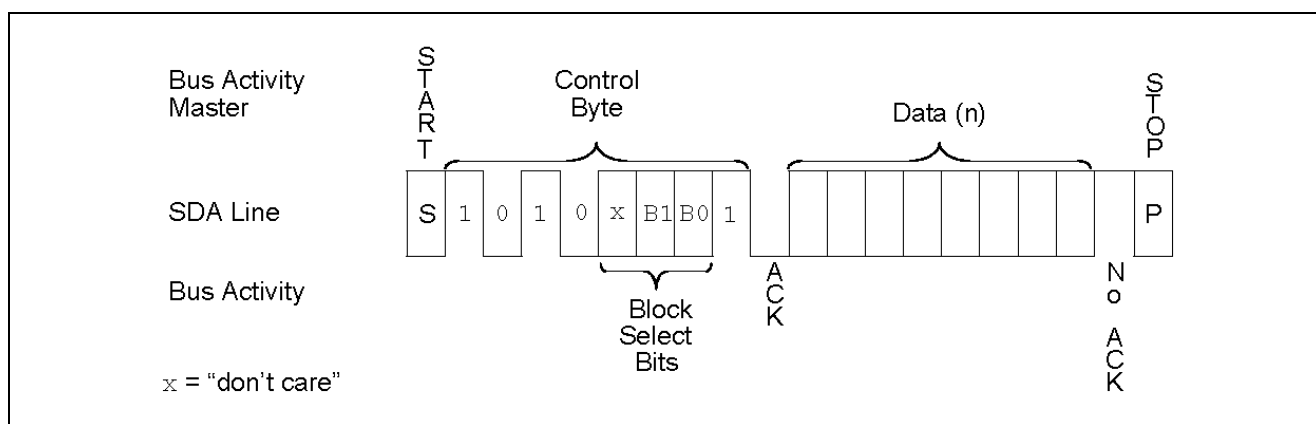 Bus Activity
Master
START
Control
Byte
Data (n)
STOP
SDA Line
S 1 0 1 0 x B1 B0 1 P
Bus Activity
ACK
No ACK
Block
Select
Bits
x = “don’t care”